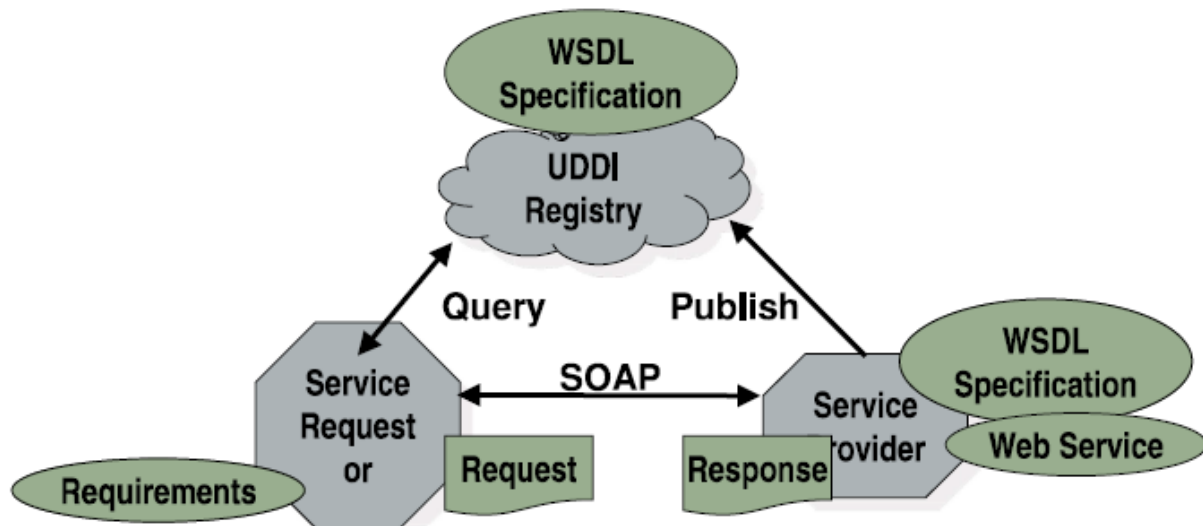 WSDL
Specification
UDDI
Registry
Query
Publish
SOAP
Service
Request
or
Requirements
Request
Response
Service
rovider
WSDL
Specification
Web Service